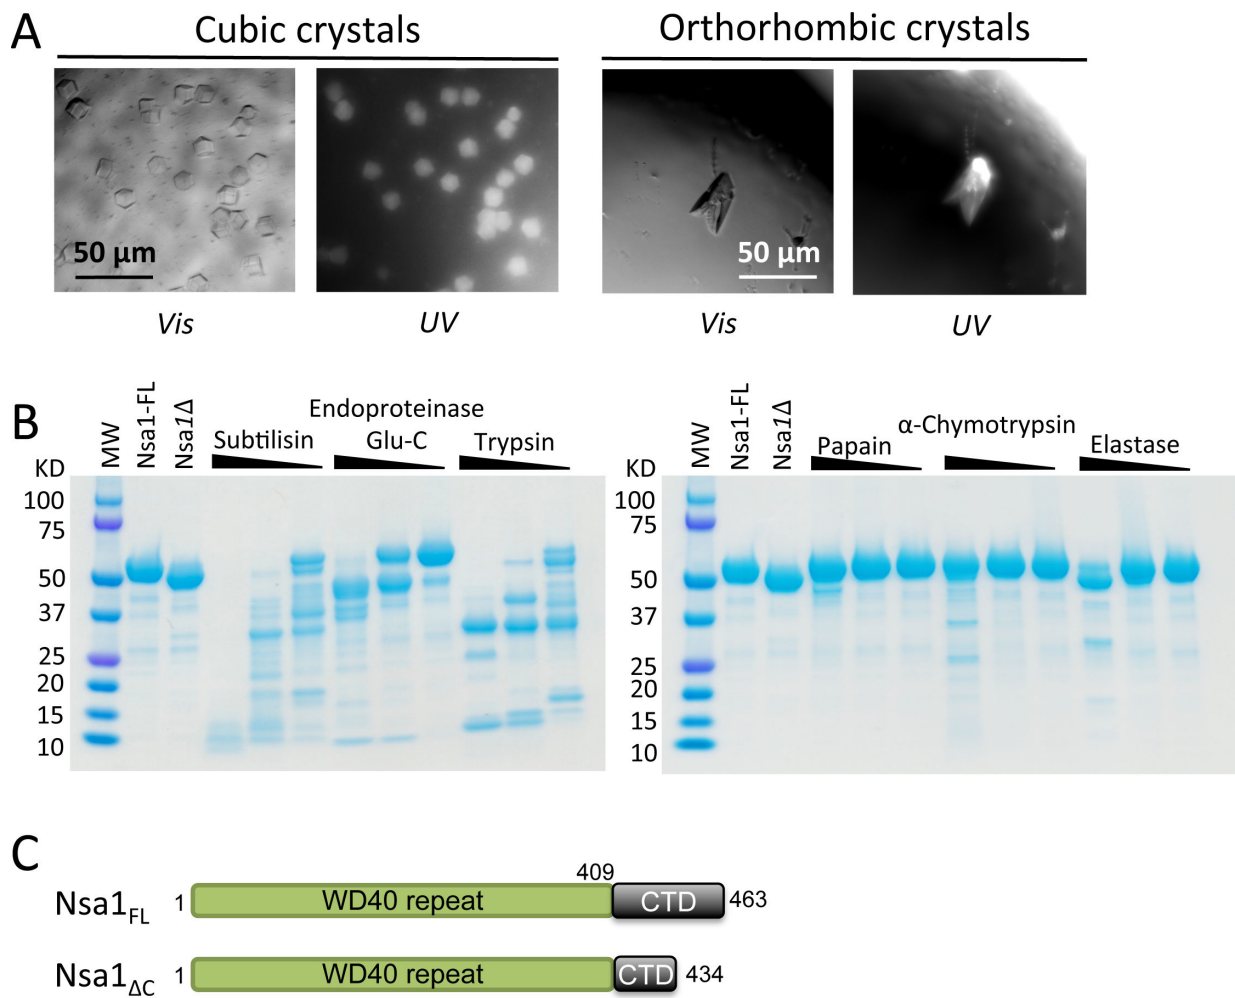 A
Cubic crystals
Orthorhombic crystals
50 µm
50 µm
Vis
UV
Vis
UV
B
KD
MW
Nsa1-FL
Nsa1Δ
Subtilisin
Endoproteinase
Glu-C
Trypsin
100
75
50
37
25
20
15
10
KD
MW
Nsa1-FL
Nsa1Δ
Papain
α-Chymotrypsin
Elastase
100
75
50
37
25
20
15
10
C
409
Nsa1FL 1 WD40 repeat CTD 463
Nsa1ΔC 1 WD40 repeat CTD 434